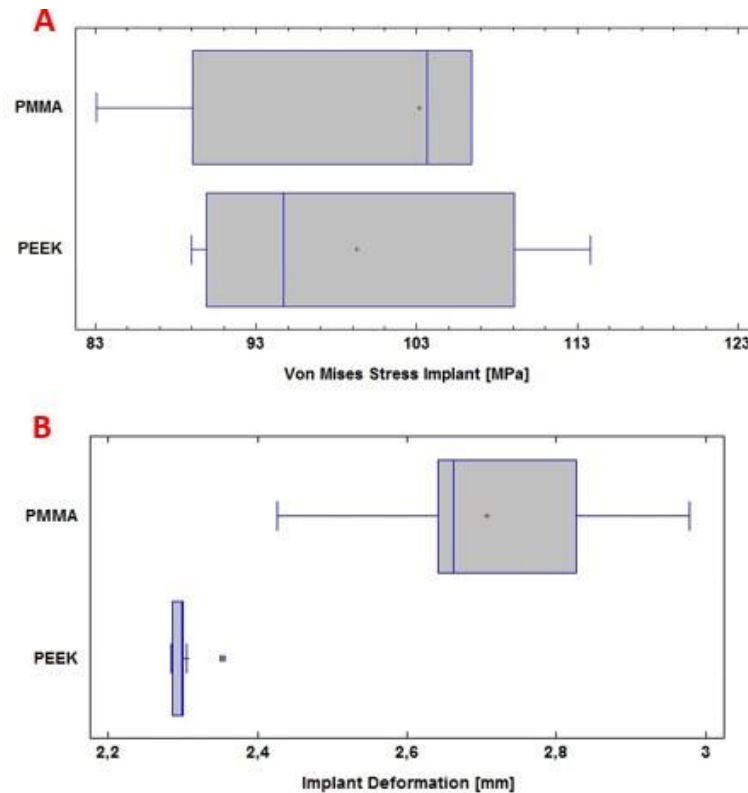 A
PMMA
PEEK
83 93 103 113 123
Von Mises Stress Implant [MPa]
B
PMMA
PEEK
2,2 2,4 2,6 2,8 3
Implant Deformation [mm]